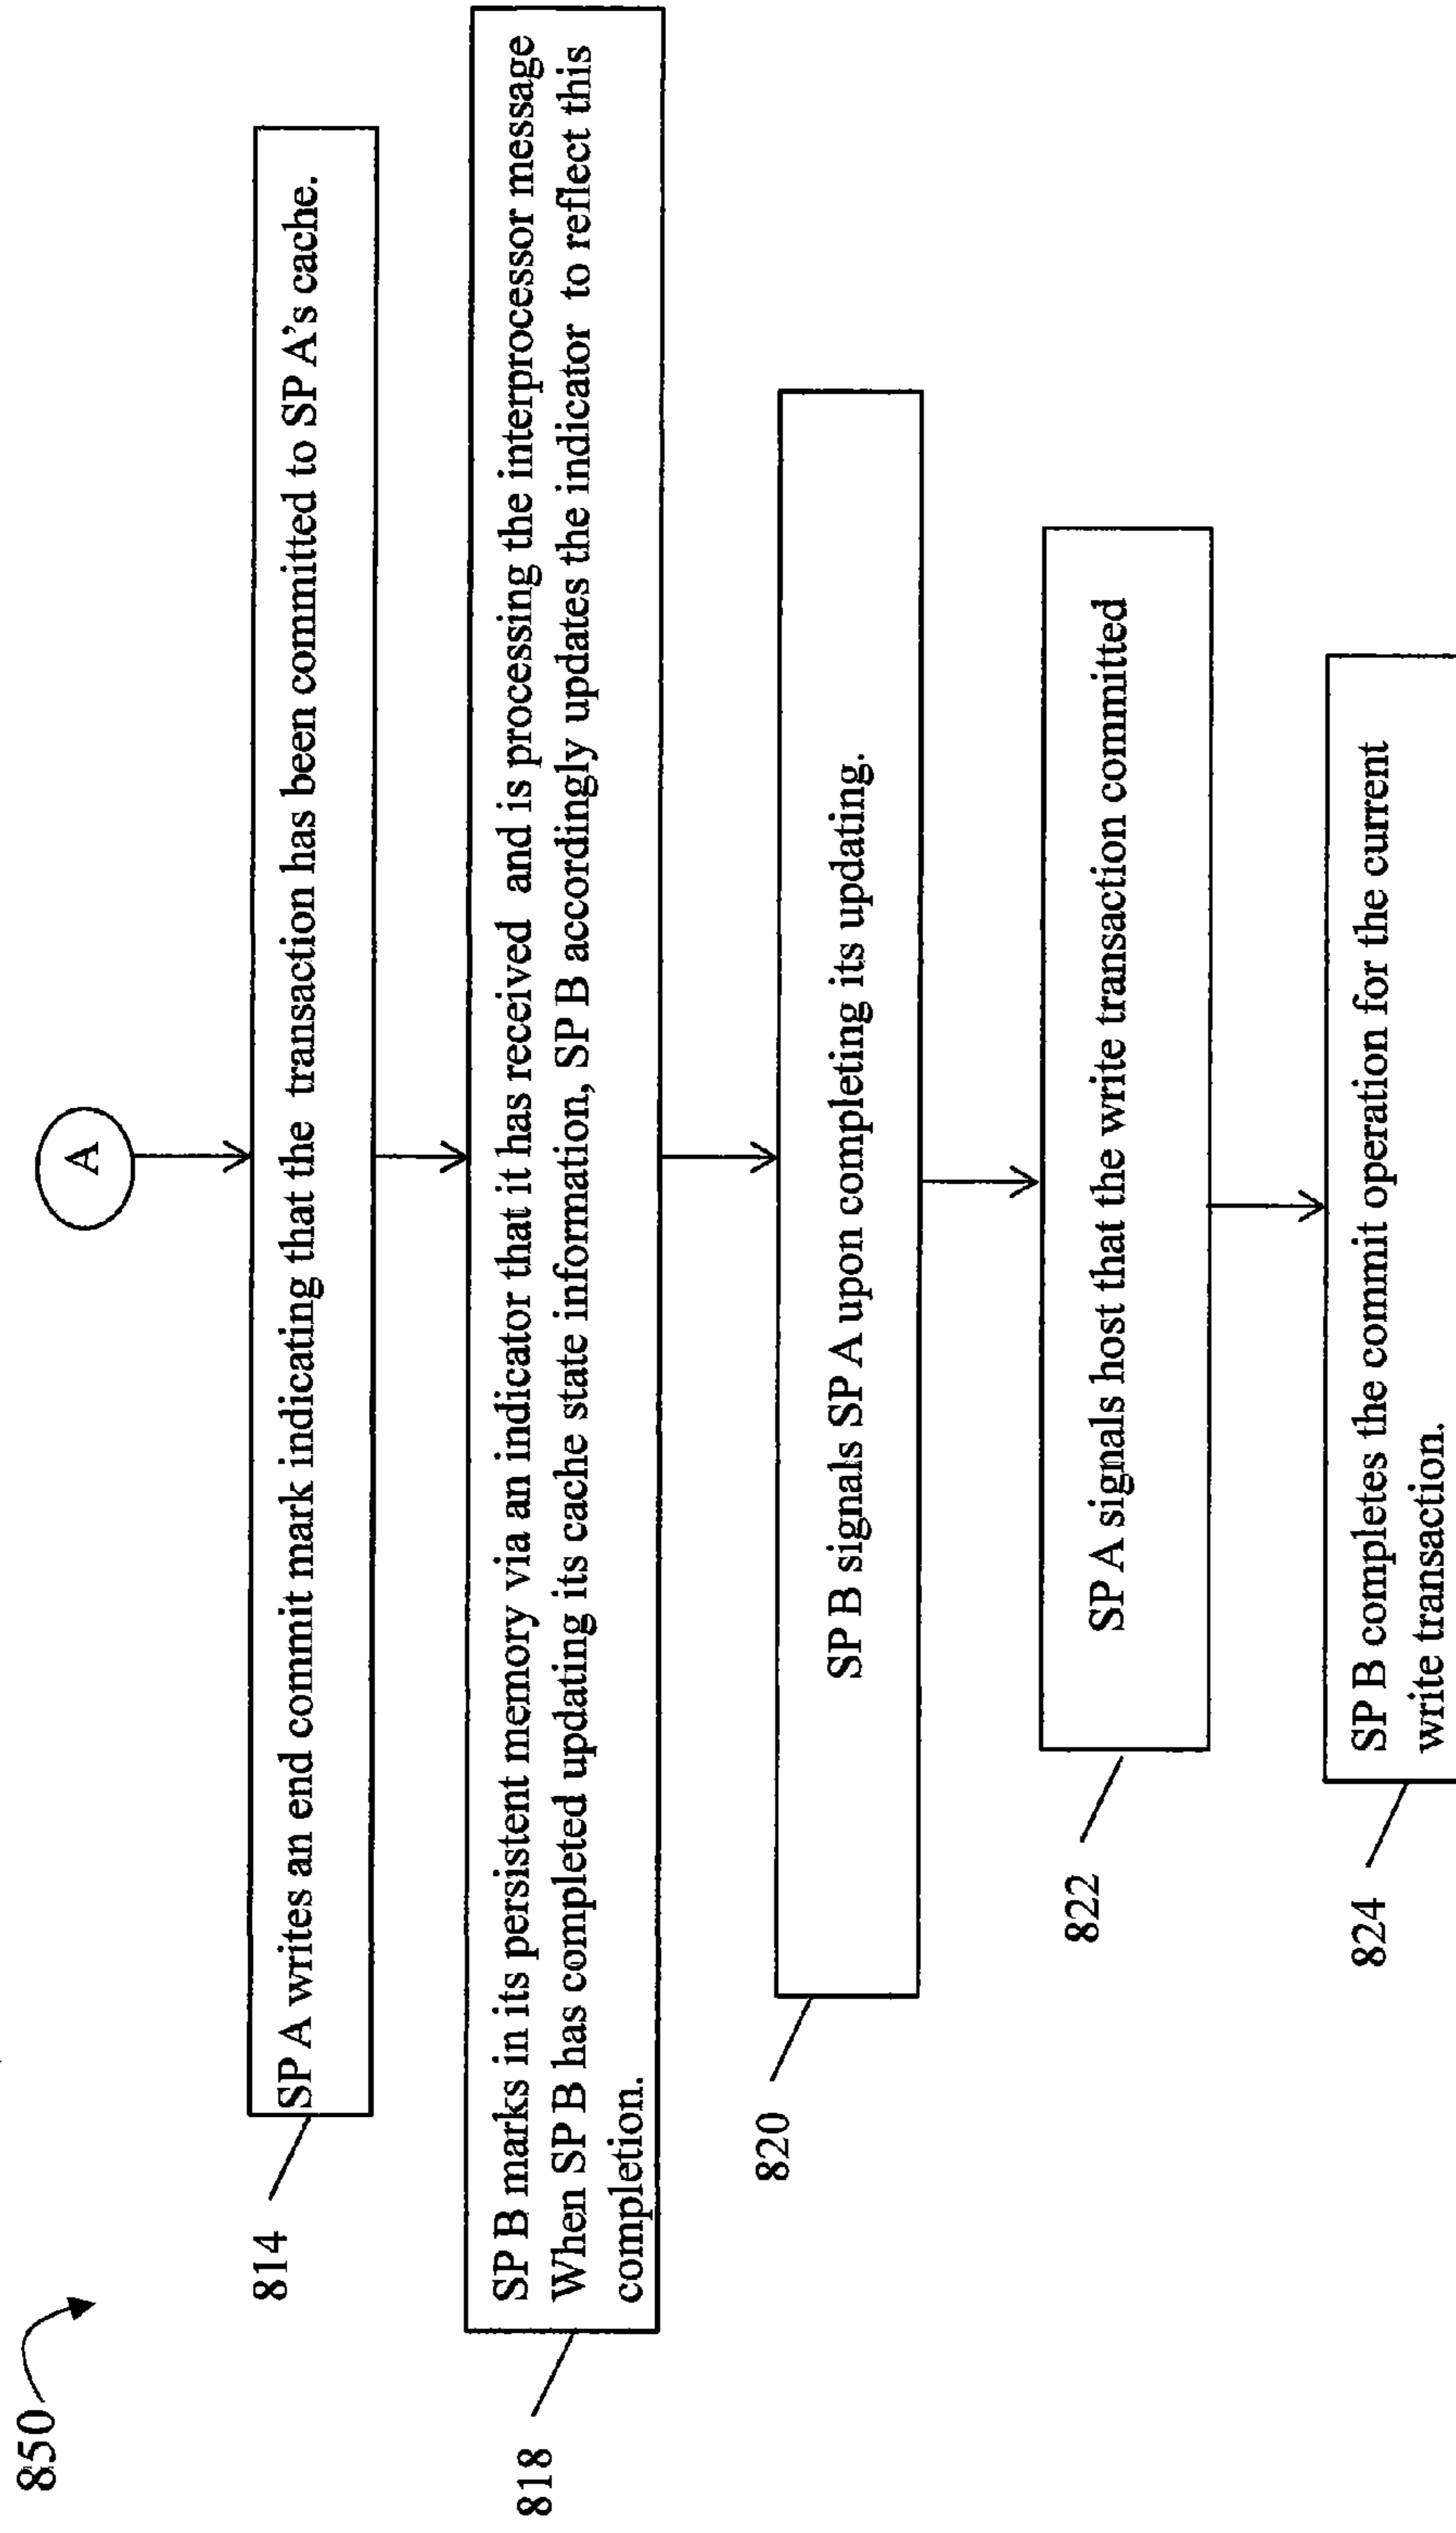 850
A
814
SP A writes an end commit mark indicating that the transaction has been committed to SP A's cache.
818
SP B marks in its persistent memory via an indicator that it has received and is processing the interprocessor message
When SP B has completed updating its cache state information, SP B accordingly updates the indicator to reflect this
completion.
820
SP B signals SP A upon completing its updating.
822
SP A signals host that the write transaction committed
824
SP B completes the commit operation for the current
write transaction.